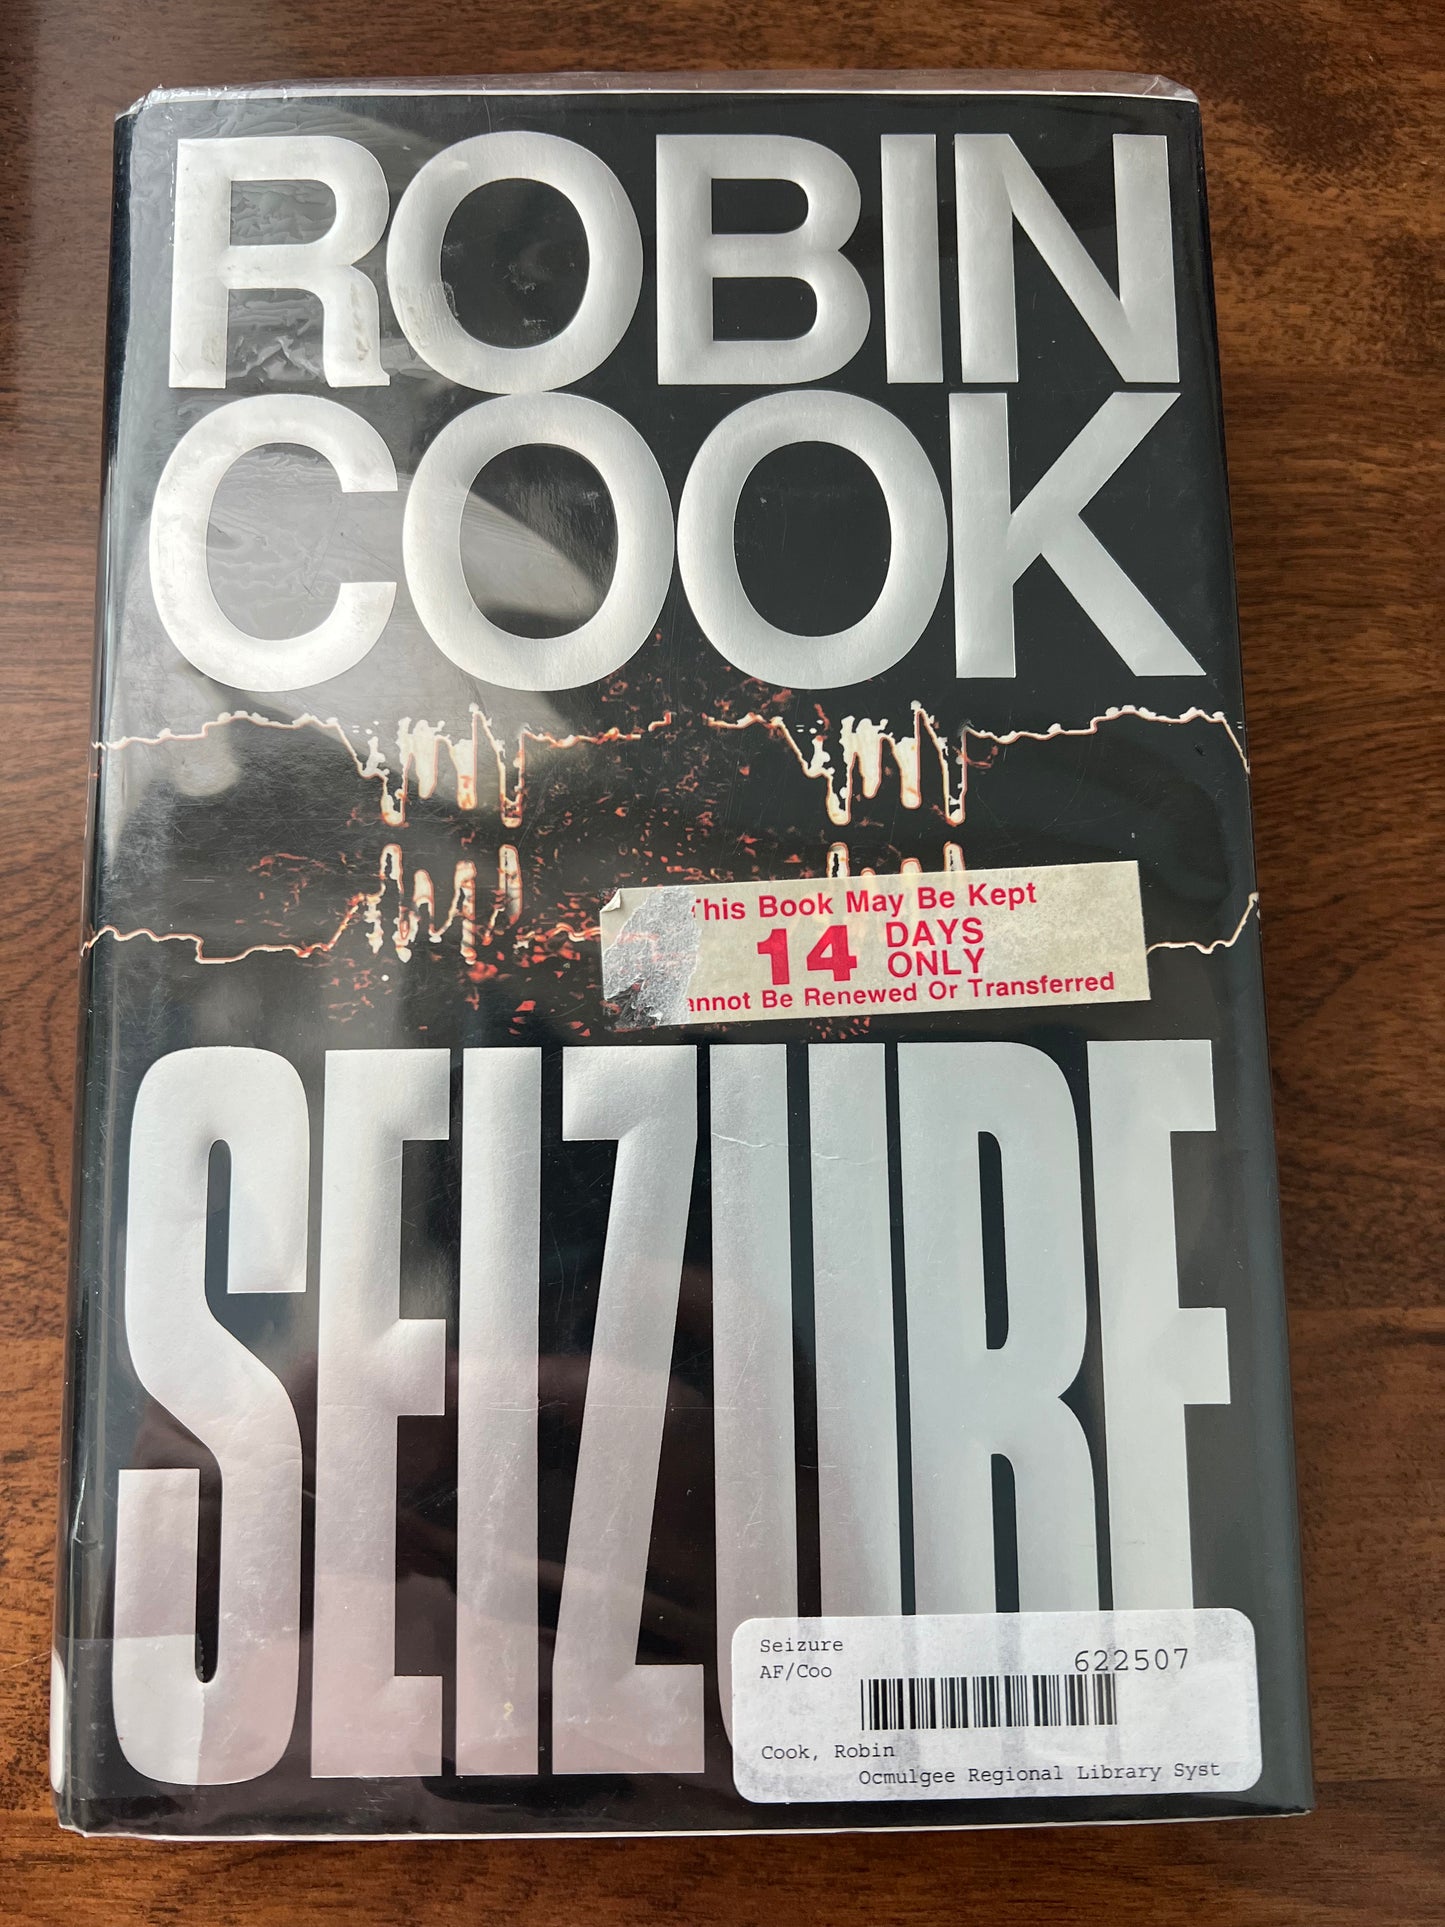 ROBIN
COOK
his Book May Be Kept
14 DAYS
ONLY
annot Be Renewed Or Transferred
SEIZURE
Seizure
AF/Coo
622507
Cook, Robin
Ocmulgee Regional Library Syst